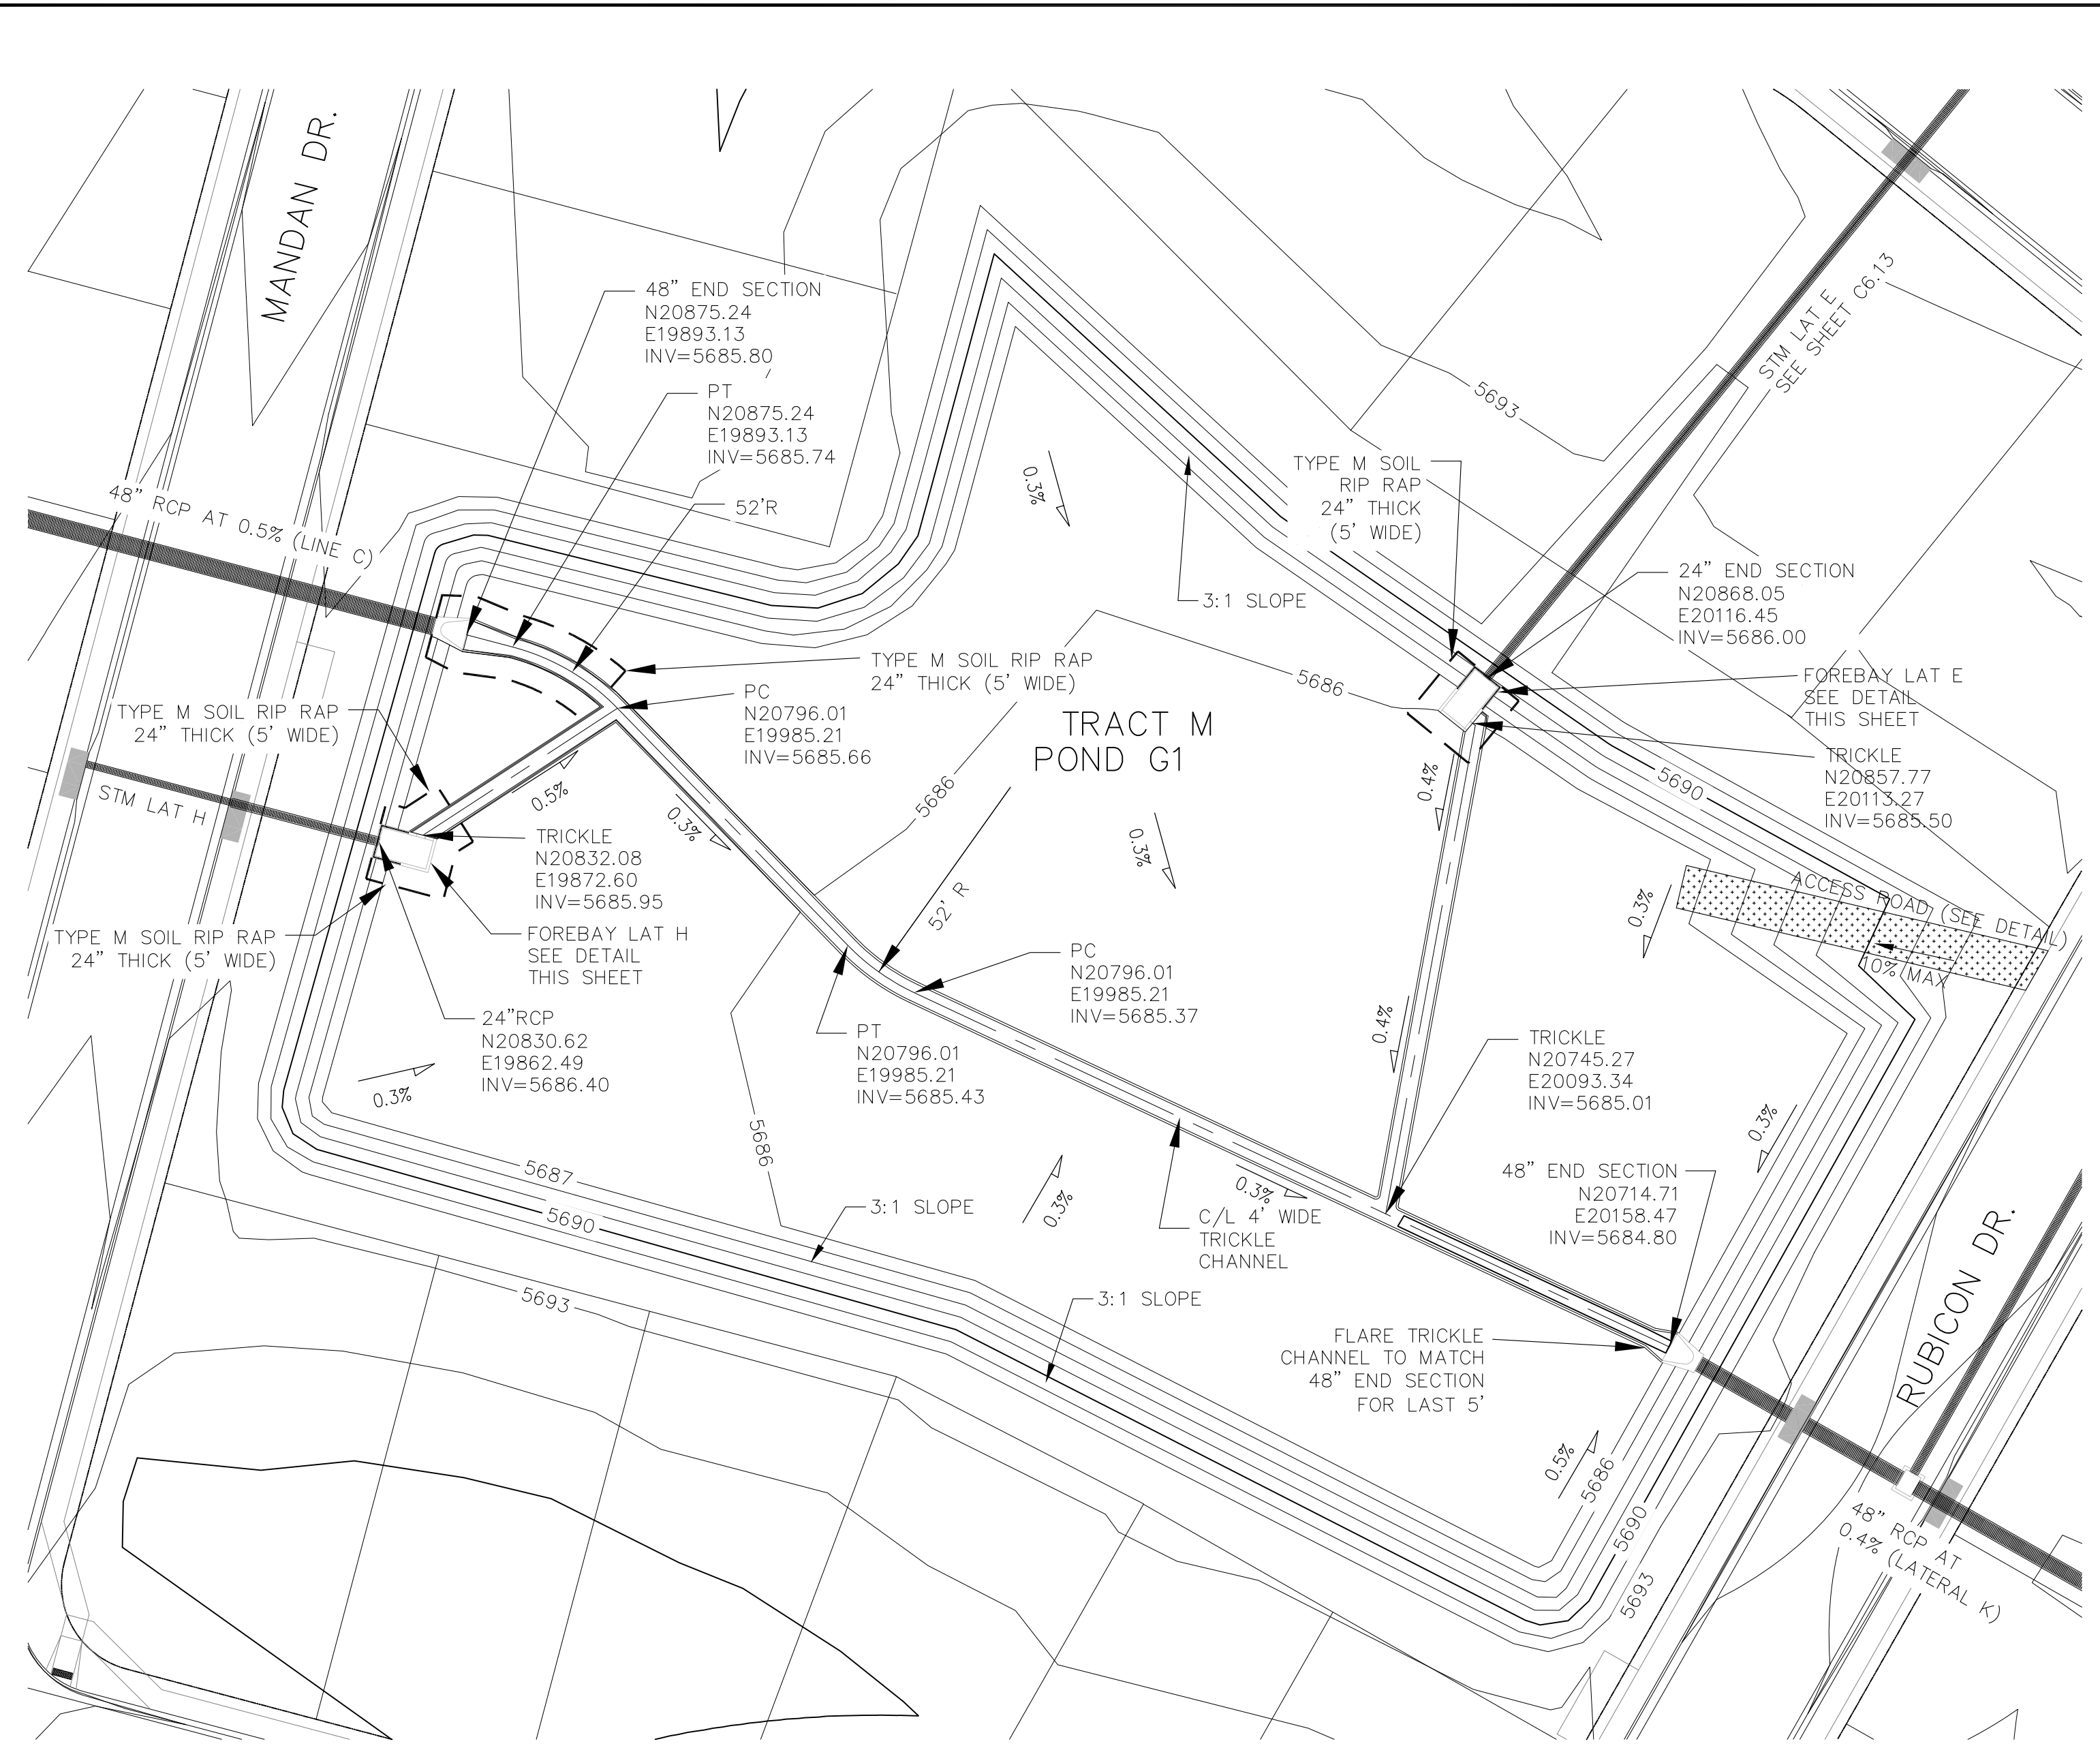 MANDAN DR.
48” END SECTION
N20875.24
E19893.13
INV=5685.80
PT
N20875.24
E19893.13
INV=5685.74
52'R
48” RCP AT 0.5% (LINE C)
0.3%
5693
STM LAT E
SEE SHEET C6.13
TYPE M SOIL
RIP RAP
24” THICK
(5' WIDE)
3:1 SLOPE
24” END SECTION
N20868.05
E20116.45
INV=5686.00
TYPE M SOIL RIP RAP
24” THICK (5' WIDE)
5686
FOREBAY LAT E
SEE DETAIL
THIS SHEET
PC
N20796.01
E19985.21
INV=5685.66
TRACT M
POND G1
TYPE M SOIL RIP RAP
24” THICK (5' WIDE)
TRICKLE
N20857.77
E20113.27
INV=5685.50
5690
0.4%
STM LAT H
0.5%
5686
0.3%
0.3%
TRICKLE
N20832.08
E19872.60
INV=5685.95
52' R
0.3%
ACCESS ROAD (SEE DETAIL)
10% MAX
TYPE M SOIL RIP RAP
24” THICK (5' WIDE)
FOREBAY LAT H
SEE DETAIL
THIS SHEET
PC
N20796.01
E19985.21
INV=5685.37
24”RCP
N20830.62
E19862.49
INV=5686.40
PT
N20796.01
E19985.21
INV=5685.43
0.4%
TRICKLE
N20745.27
E20093.34
INV=5685.01
0.3%
0.3%
5686
5687
5690
3:1 SLOPE
0.3%
0.3%
C/L 4' WIDE
TRICKLE
CHANNEL
48” END SECTION
N20714.71
E20158.47
INV=5684.80
5693
3:1 SLOPE
FLARE TRICKLE
CHANNEL TO MATCH
48” END SECTION
FOR LAST 5'
RUBICON DR.
0.5%
5686
5690
5693
48” RCP AT
0.4% (LATERAL K)